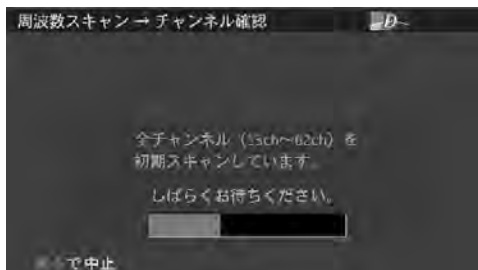 周波数スキャン → チャンネル確認
D
全チャンネル（13ch～62ch）を
初期スキャンしています。
しばらくお待ちください。
で中止